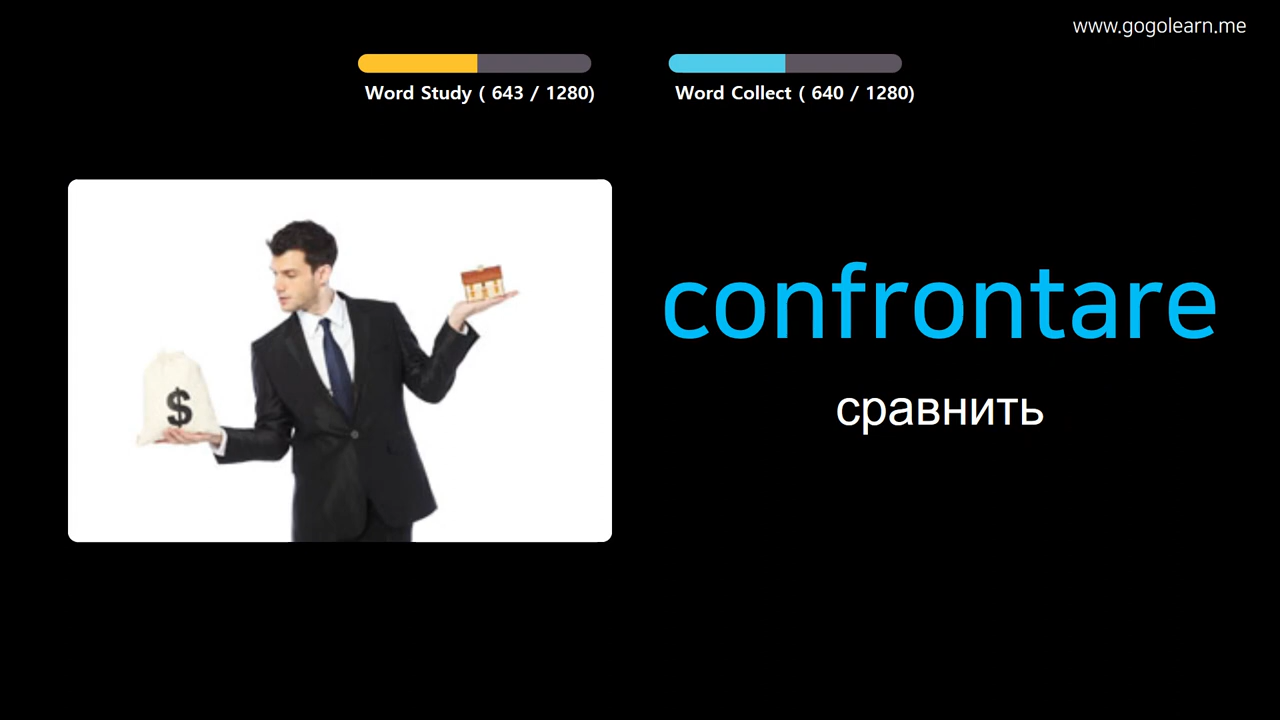 www.gogolearn.me
Word Study ( 643 / 1280)
Word Collect ( 640 / 1280)
$
confrontare
сравнить